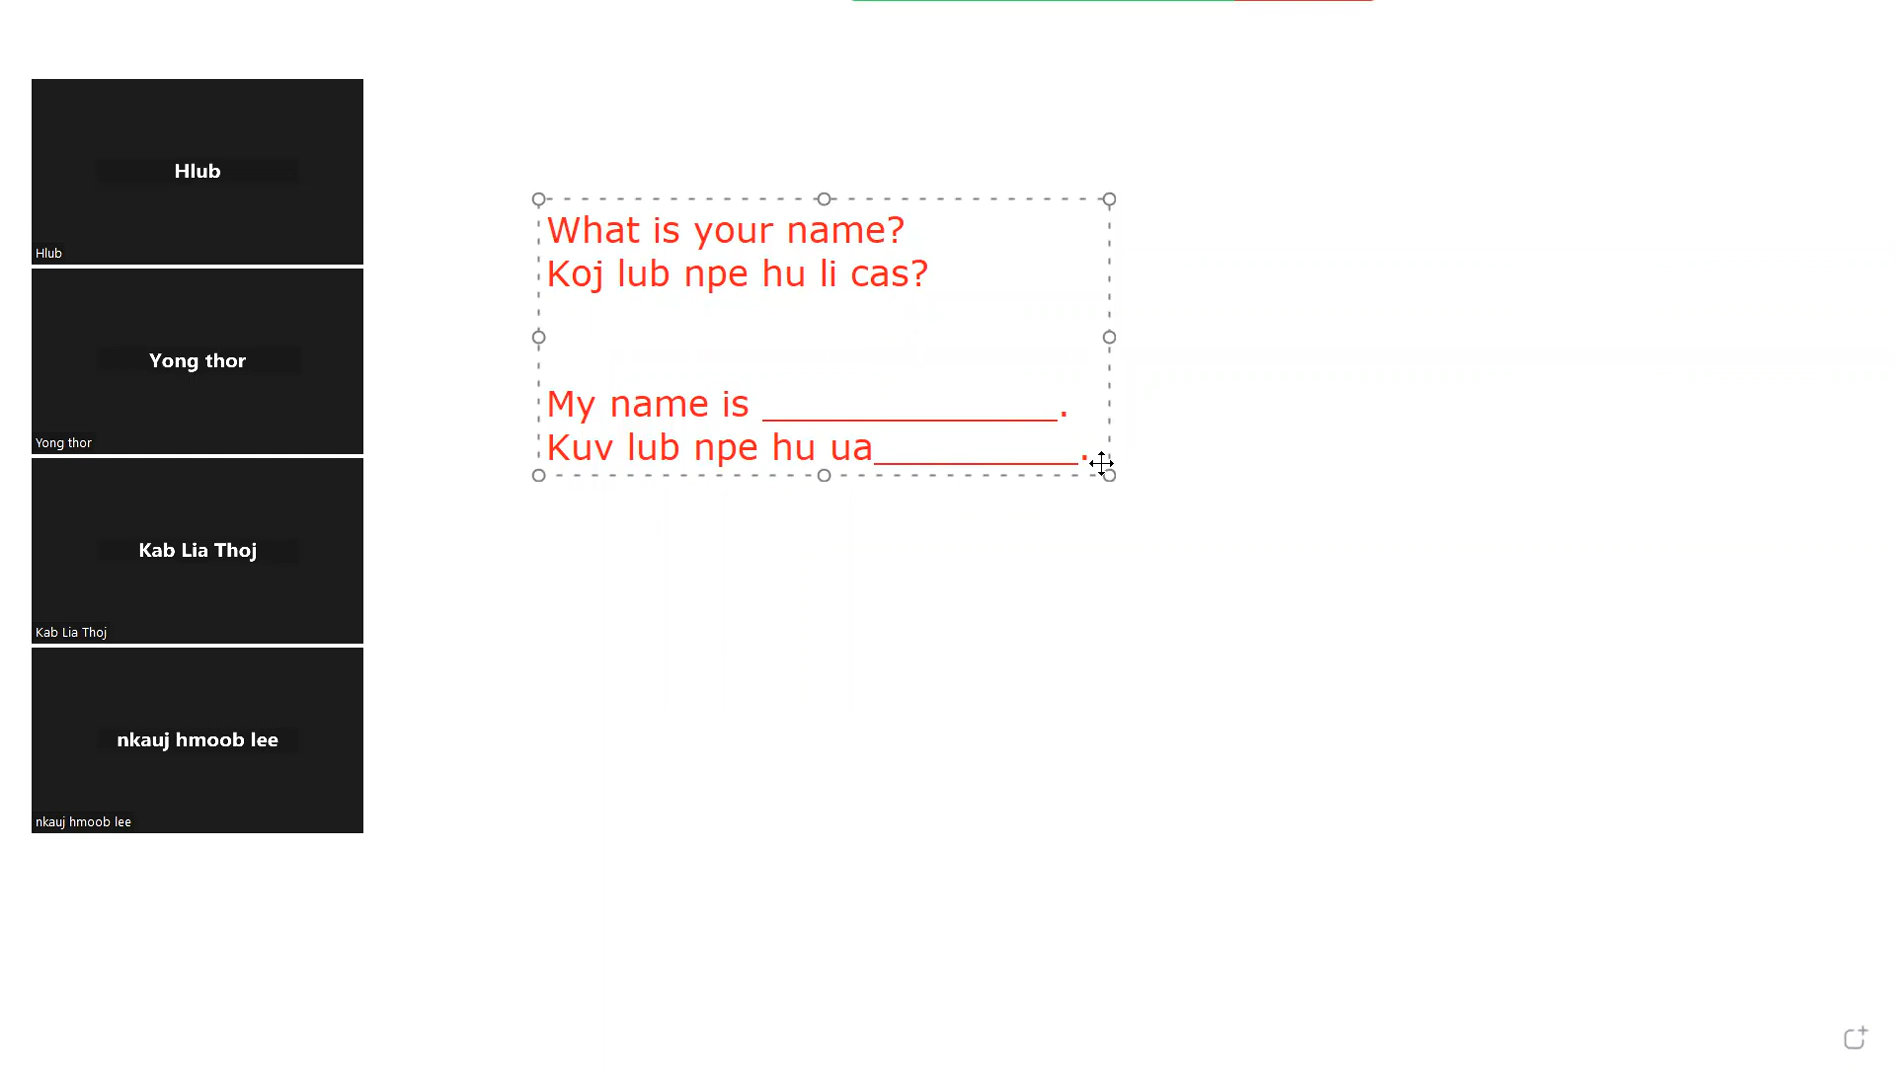 Hlub
Hlub
Yong thor
Yong thor
Kab Lia Thoj
Kab Lia Thoj
nkauj hmoob lee
nkauj hmoob lee
What is your name?
Koj lub npe hu li cas?
My name is _______________.
Kuv lub npe hu ua__________.